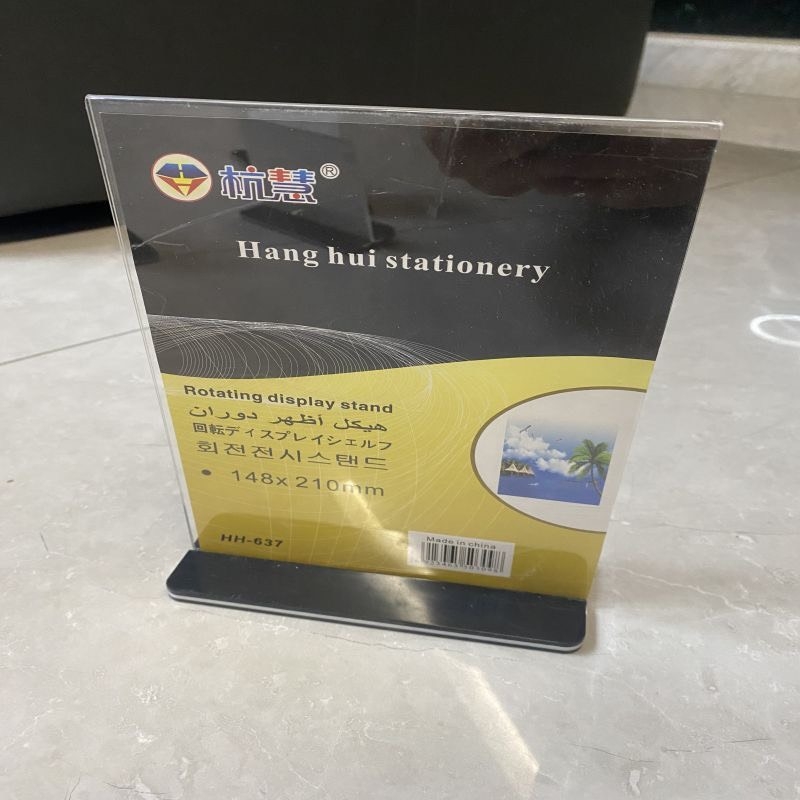 杭慧®
Hang hui stationery
Rotating display stand
هيكل أظهر دوران
回転ディスプレイシェルフ
회전전시스탠드
• 148x 210mm
HH-637
Made in china